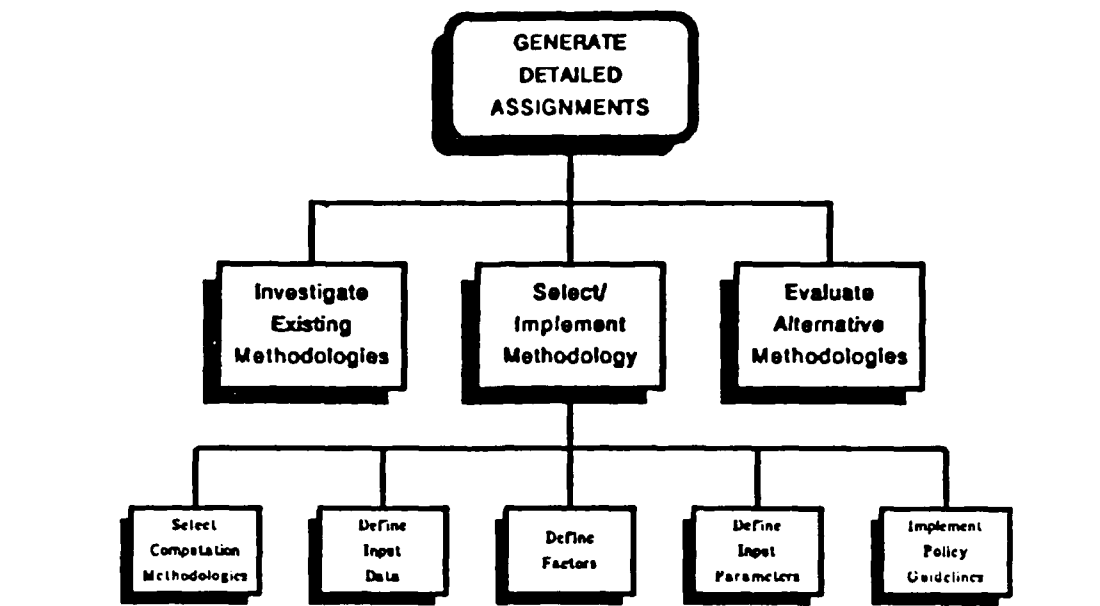 GENERATE
DETAILED
ASSIGNMENTS
Investigate
Existing
Methodologies
Select/
Implement
Methodology
Evaluate
Alternative
Methodologies
Select
Computation
Methodologies
Define
Input
Data
Define
Factors
Define
Input
Parameters
Implement
Policy
Guidelines